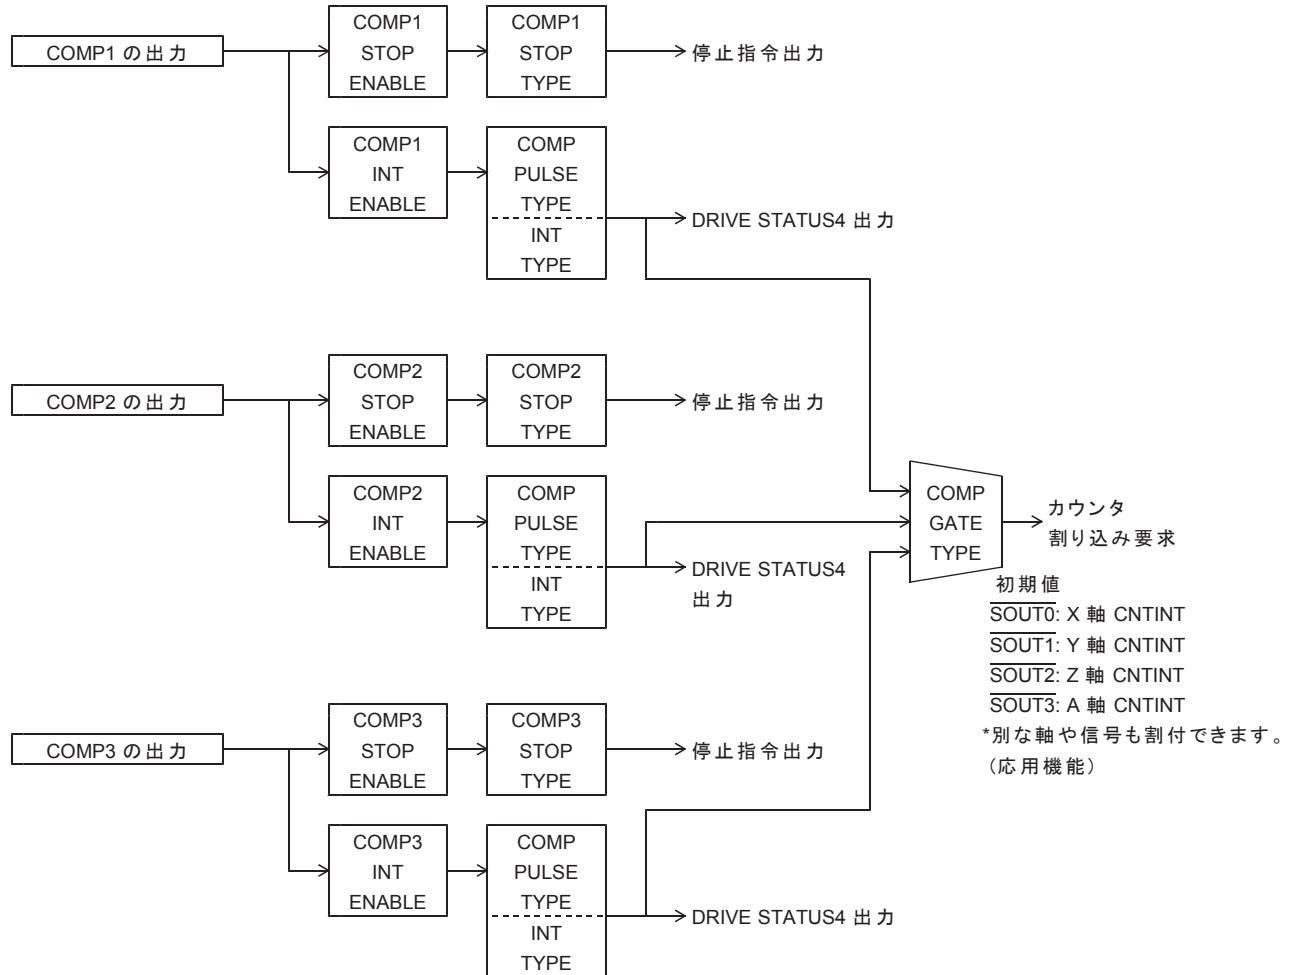 COMP1 の出力
COMP1
STOP
ENABLE
COMP1
STOP
TYPE
停止指令出力
COMP1
INT
ENABLE
COMP
PULSE
TYPE
INT
TYPE
DRIVE STATUS4 出力
COMP2 の出力
COMP2
STOP
ENABLE
COMP2
STOP
TYPE
停止指令出力
COMP2
INT
ENABLE
COMP
PULSE
TYPE
INT
TYPE
DRIVE STATUS4
出力
COMP
GATE
TYPE
カウンタ
割り込み要求
初期値
SOUT0: X 軸 CNTINT
SOUT1: Y 軸 CNTINT
SOUT2: Z 軸 CNTINT
SOUT3: A 軸 CNTINT
*別な軸や信号も割付できます。
(応用機能)
COMP3 の出力
COMP3
STOP
ENABLE
COMP3
STOP
TYPE
停止指令出力
COMP3
INT
ENABLE
COMP
PULSE
TYPE
INT
TYPE
DRIVE STATUS4 出力